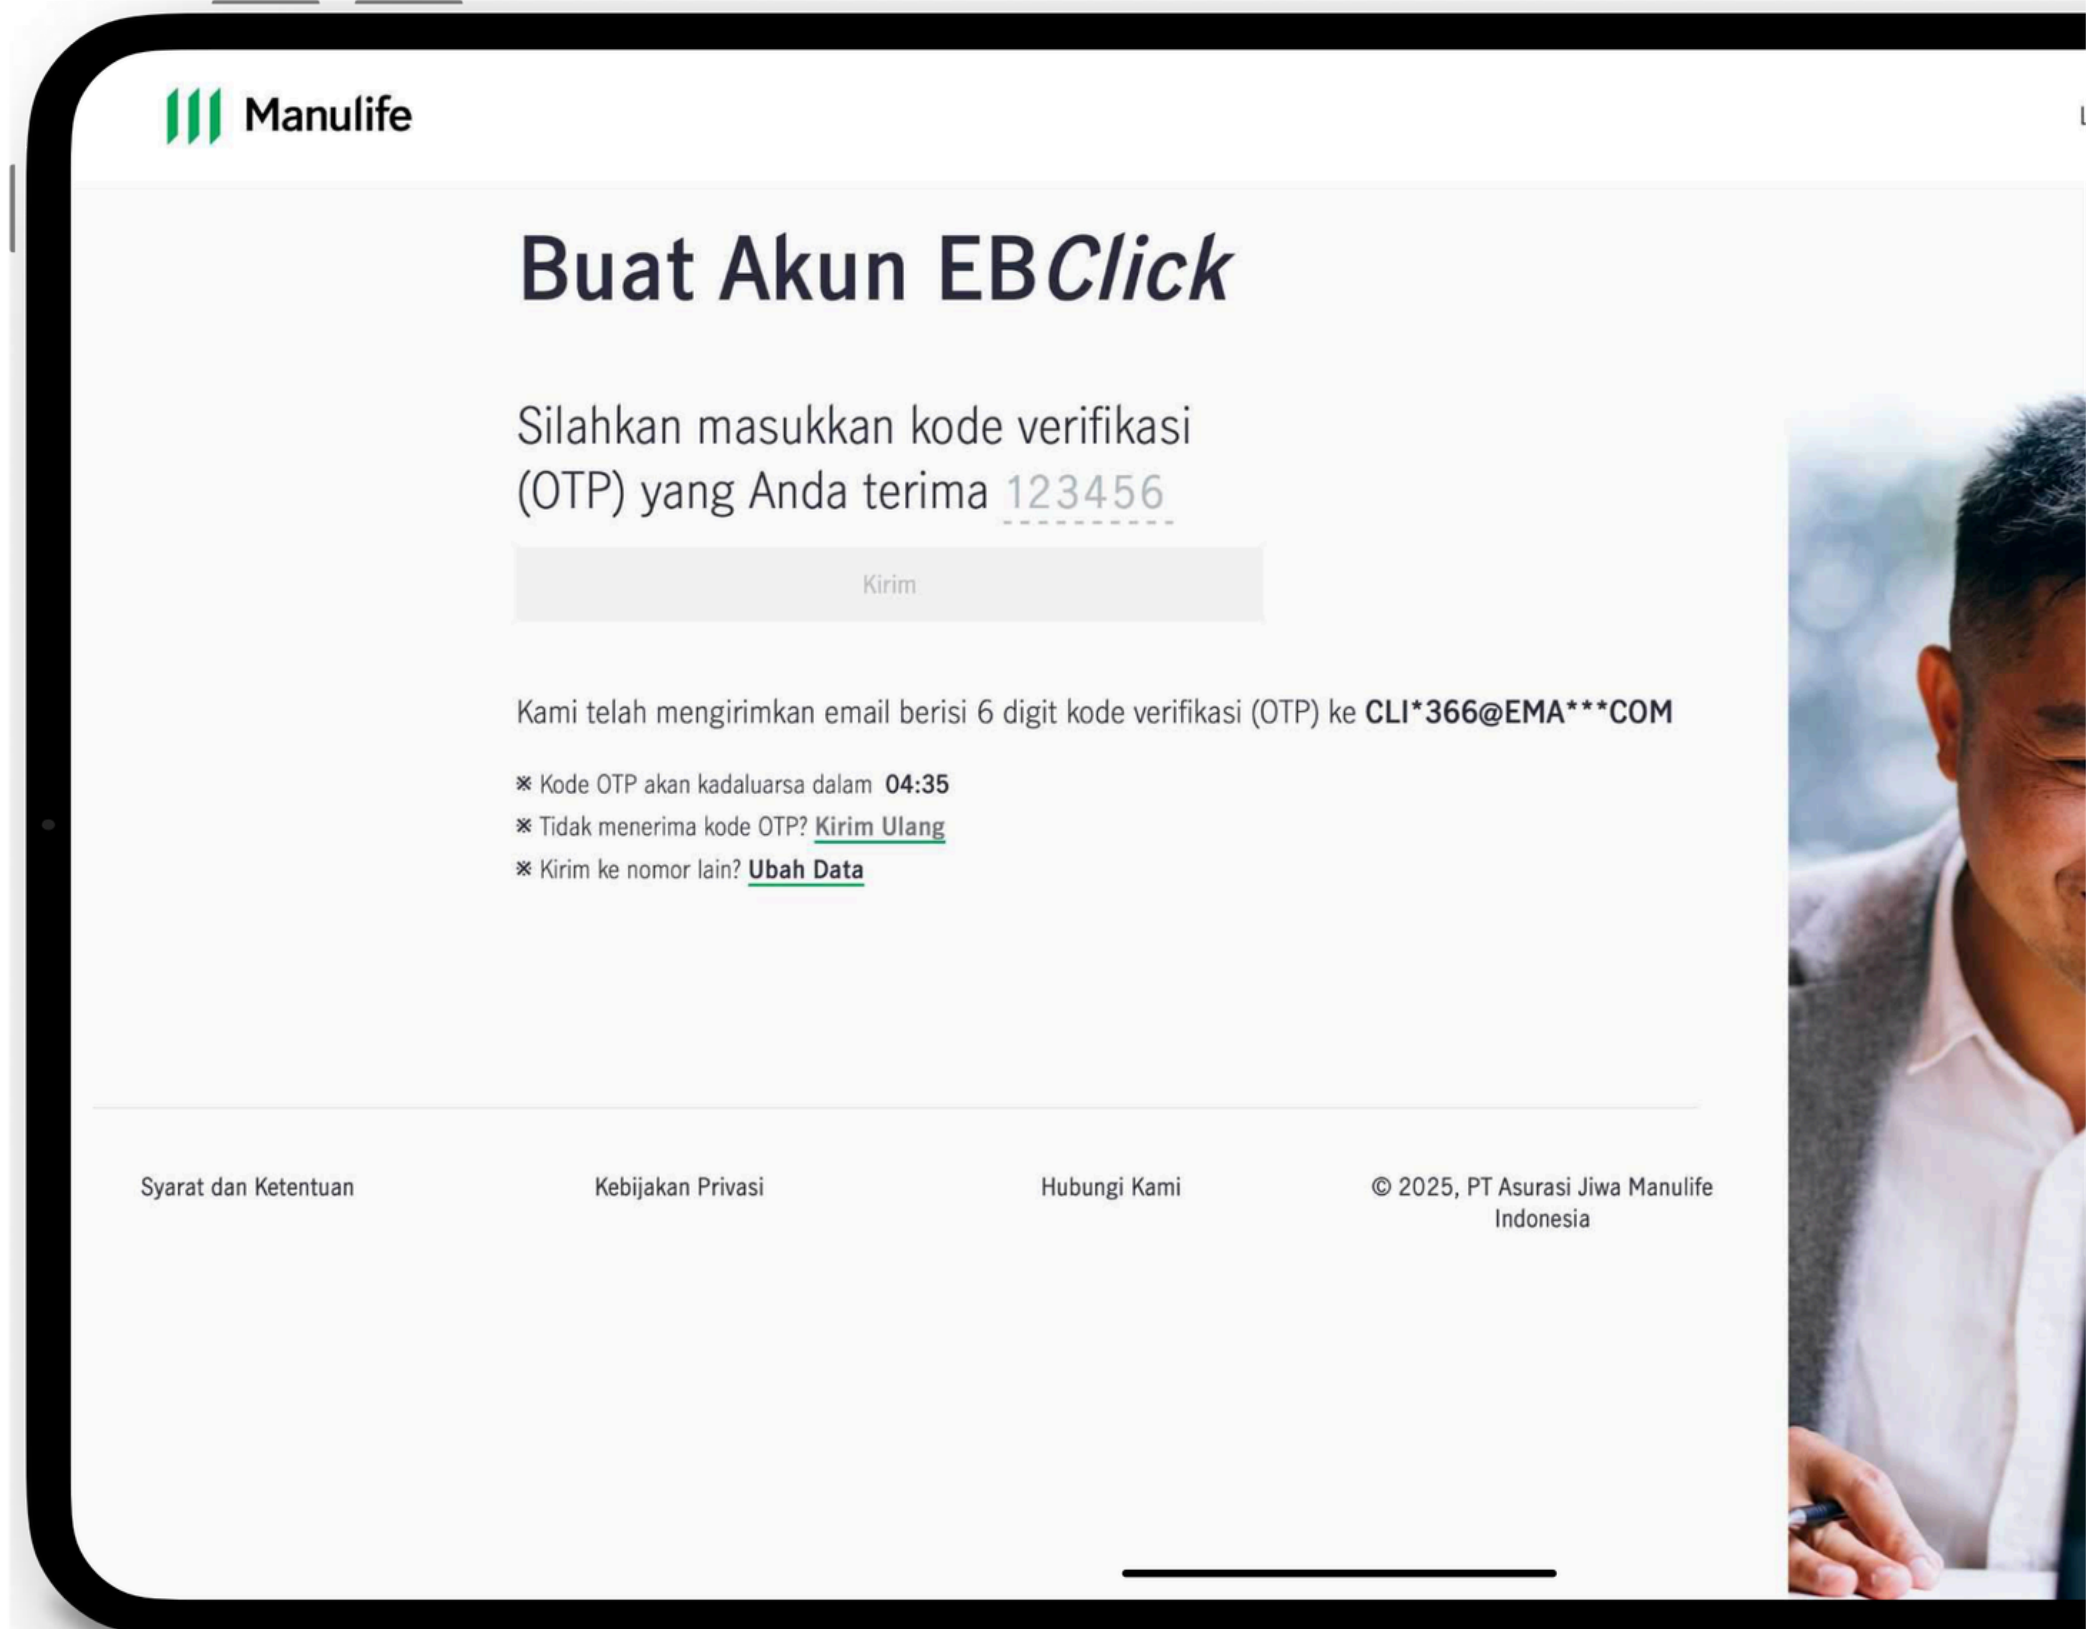 Manulife
Buat Akun EBClick
Silahkan masukkan kode verifikasi
(OTP) yang Anda terima 123456
Kirim
Kami telah mengirimkan email berisi 6 digit kode verifikasi (OTP) ke CLI*366@EMA***COM
※ Kode OTP akan kadaluarsa dalam 04:35
※ Tidak menerima kode OTP? Kirim Ulang
※ Kirim ke nomor lain? Ubah Data
Syarat dan Ketentuan
Kebijakan Privasi
Hubungi Kami
© 2025, PT Asurasi Jiwa Manulife
Indonesia